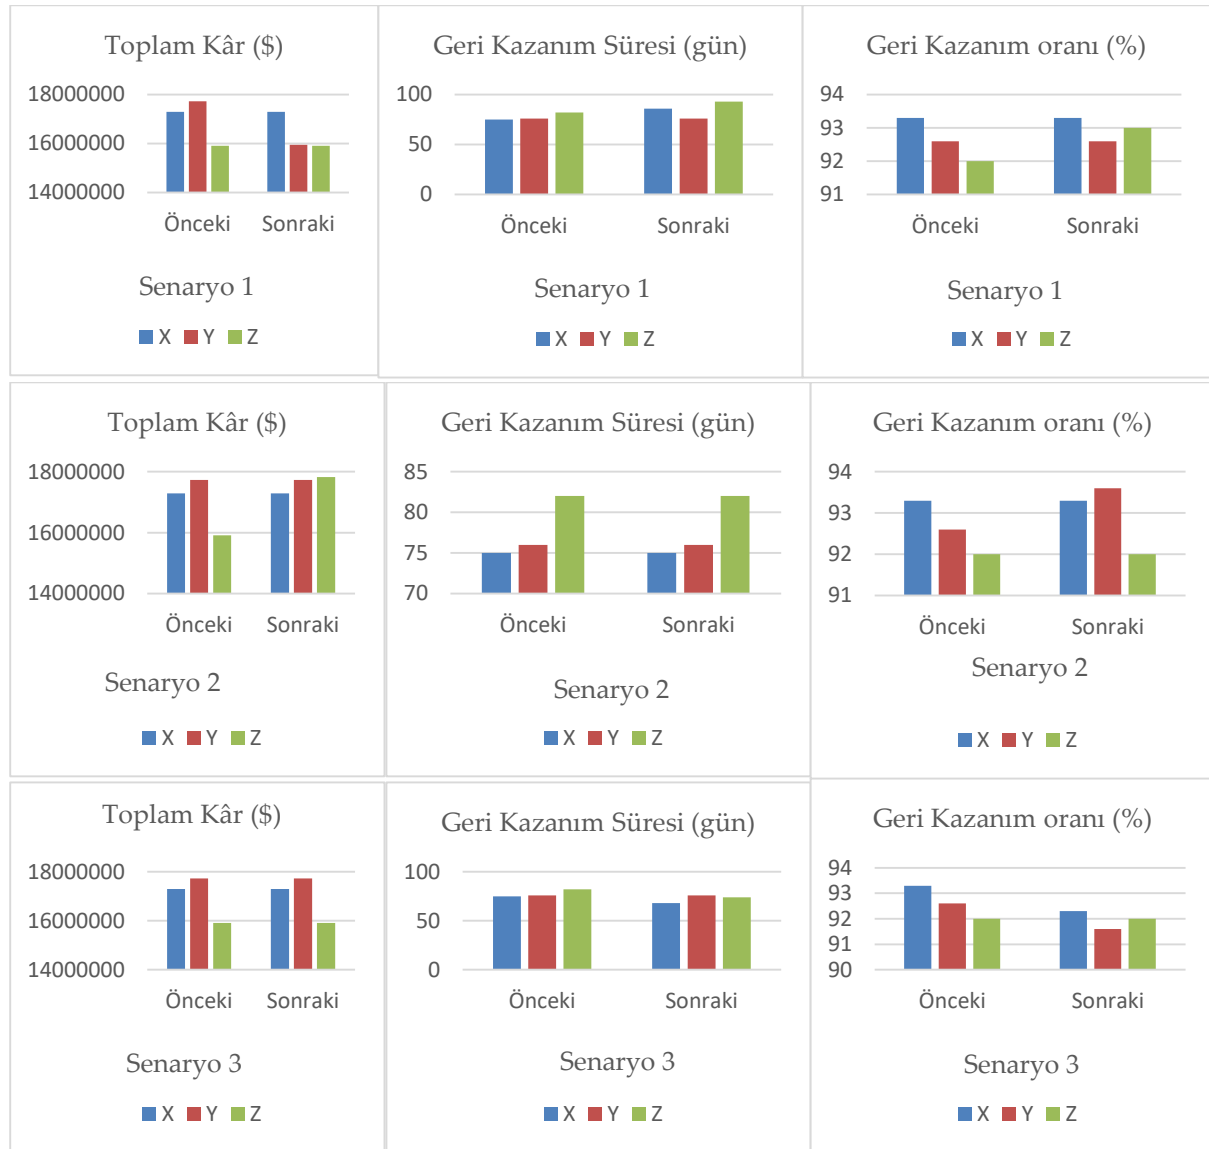 Toplam Kâr ($)
18000000
16000000
14000000
Önceki Sonraki
Senaryo 1
X Y Z
Geri Kazanım Süresi (gün)
100
50
0
Önceki Sonraki
Senaryo 1
X Y Z
Geri Kazanım oranı (%)
94
93
92
91
Önceki Sonraki
Senaryo 1
X Y Z
Toplam Kâr ($)
18000000
16000000
14000000
Önceki Sonraki
Senaryo 2
X Y Z
Geri Kazanım Süresi (gün)
85
80
75
70
Önceki Sonraki
Senaryo 2
X Y Z
Geri Kazanım oranı (%)
94
93
92
91
Önceki Sonraki
Senaryo 2
X Y Z
Toplam Kâr ($)
18000000
16000000
14000000
Önceki Sonraki
Senaryo 3
X Y Z
Geri Kazanım Süresi (gün)
100
50
0
Önceki Sonraki
Senaryo 3
X Y Z
Geri Kazanım oranı (%)
94
93
92
91
90
Önceki Sonraki
Senaryo 3
X Y Z